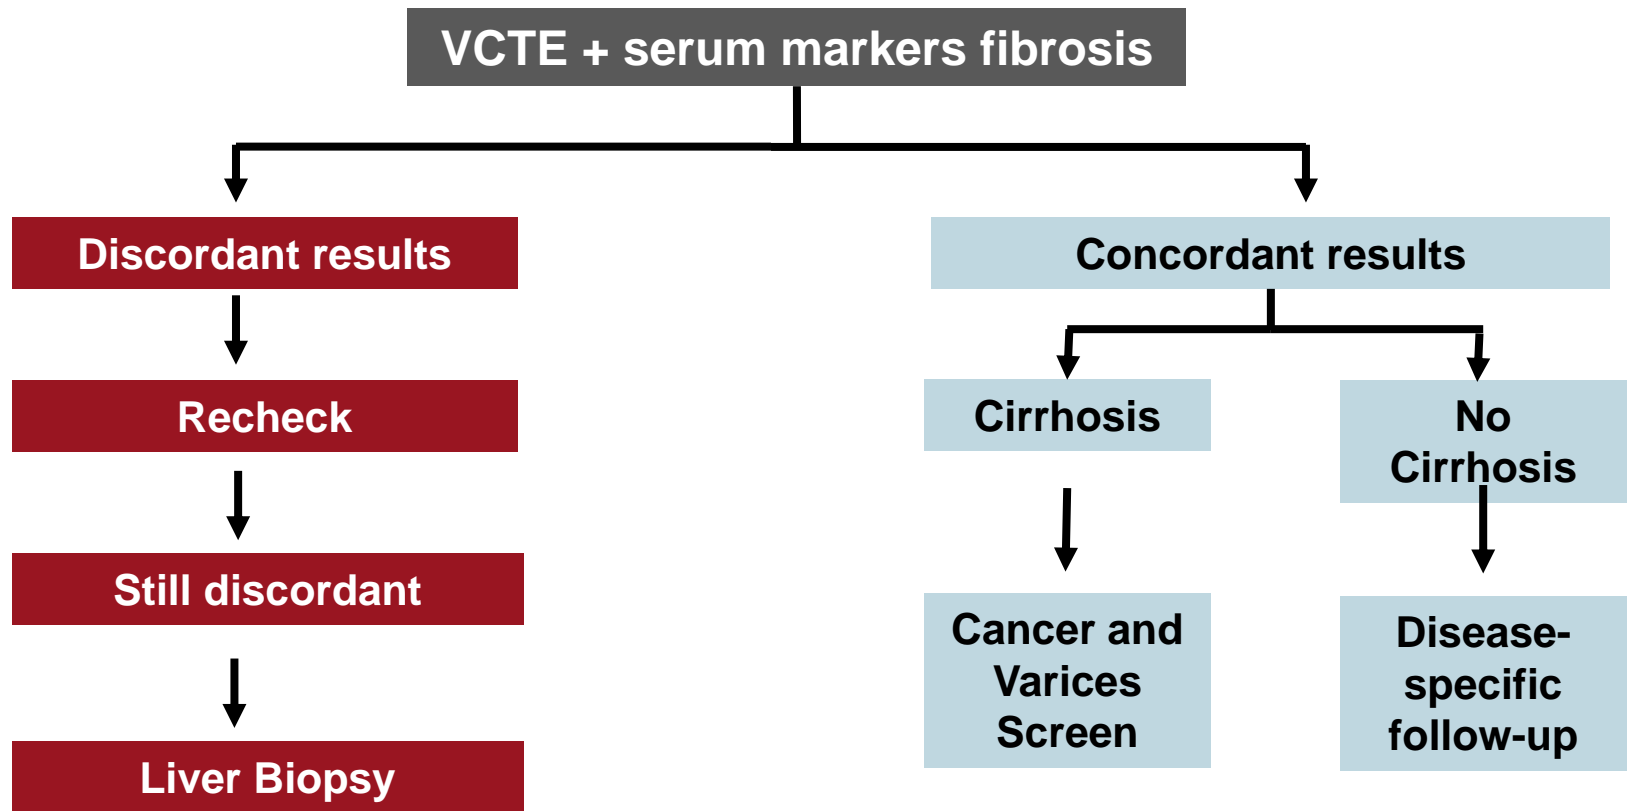 VCTE + serum markers fibrosis
Discordant results
Concordant results
Recheck
Cirrhosis
No
Cirrhosis
Still discordant
Cancer and
Varices
Screen
Disease-
specific
follow-up
Liver Biopsy